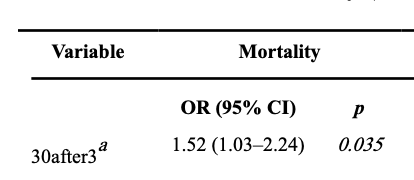 Variable Mortality
OR (95% CI) p
30after3a 1.52 (1.03–2.24) 0.035